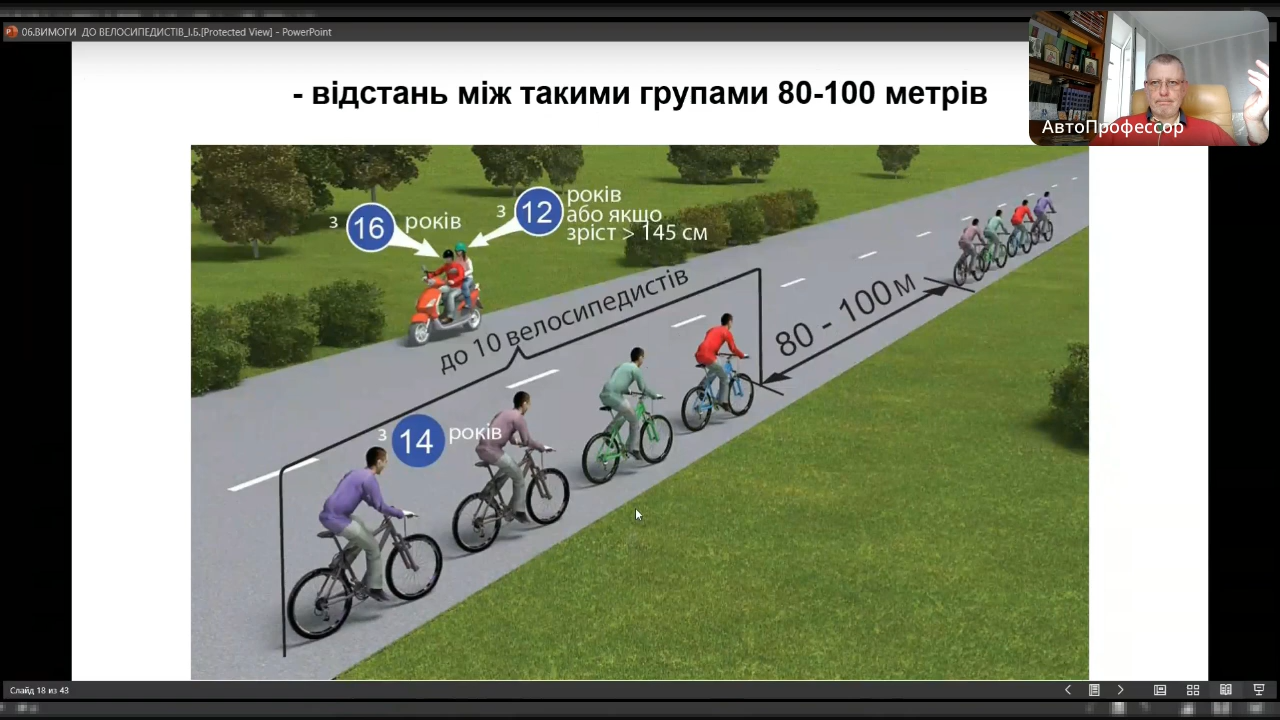 06.ВИМОГИ ДО ВЕЛОСИПЕДИСТІВ_І.Б.[Protected View] - PowerPoint
- відстань між такими групами 80-100 метрів
АвтоПрофессор
з 16 років
з 12 років
або якщо
зріст > 145 см
до 10 велосипедистів
80 - 100 м
з 14 років
Слайд 18 из 43